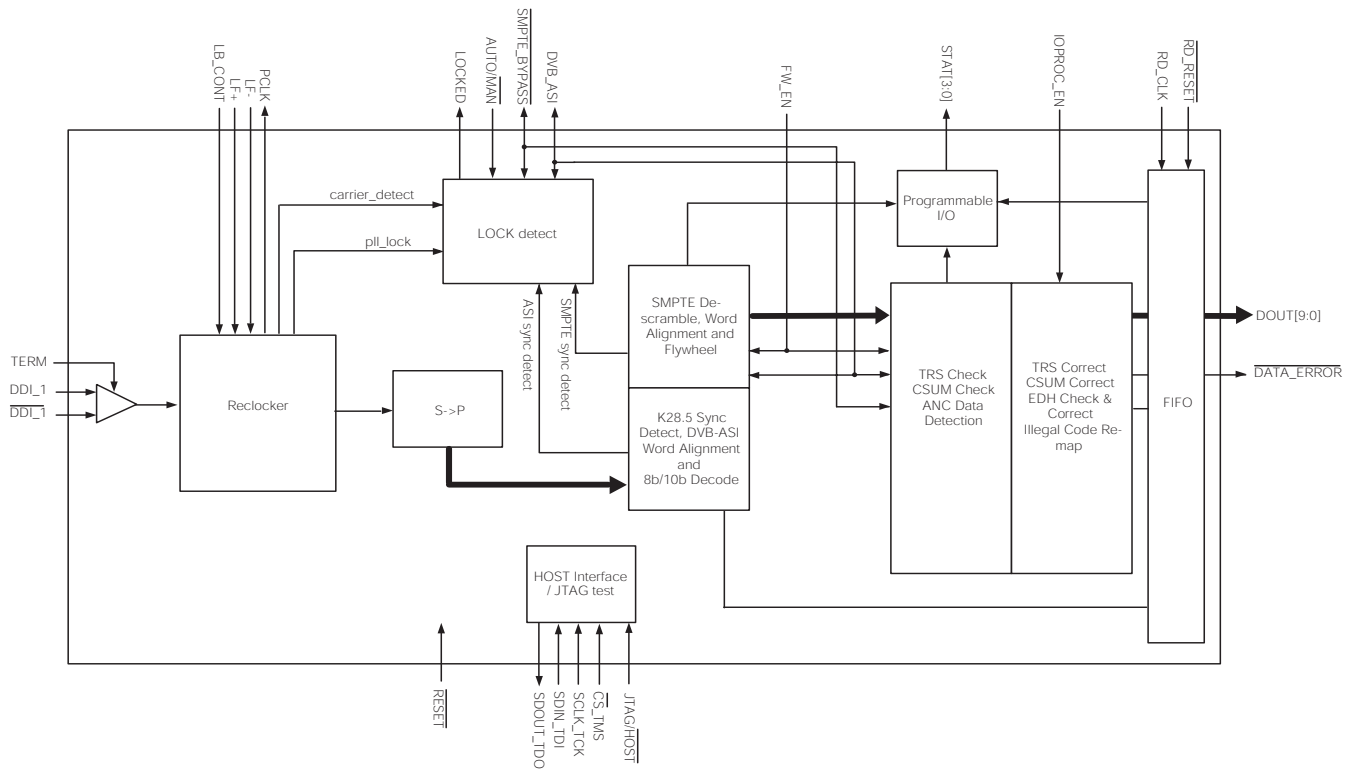 LB_CONT
LF+
LF-
PCLK
LOCKED
AUTO/MAN
SMPTE_BYPASS
DVB_ASI
FW_EN
STAT[3:0]
IOPROC_EN
RD_CLK
RD_RESET
carrier_detect
pll_lock
LOCK detect
Programmable
I/O
ASI sync detect
SMPTE sync detect
SMPTE De-
scramble, Word
Alignment and
Flywheel
K28.5 Sync
Detect, DVB-ASI
Word Alignment
and
8b/10b Decode
TRS Check
CSUM Check
ANC Data
Detection
TRS Correct
CSUM Correct
EDH Check &
Correct
Illegal Code Re-
map
FIFO
DOUT[9:0]
DATA_ERROR
TERM
DDI_1
DDI_1
Reclocker
S->P
HOST Interface
/ JTAG test
RESET
SDOUT_TDO
SDIN_TDI
SCLK_TCK
CS_TMS
JTAG/HOST